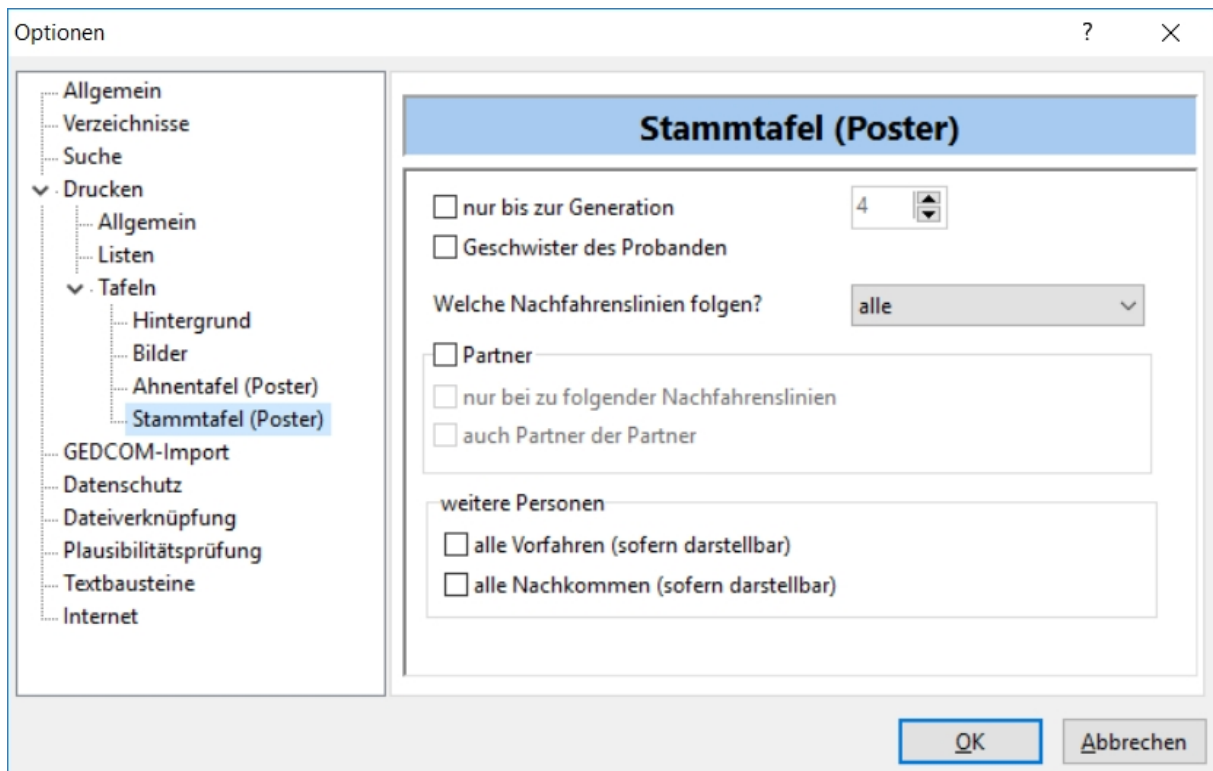 Optionen ?
Allgemein
Verzeichnisse
Suche
Drucken
Allgemein
Listen
Tafeln
Hintergrund
Bilder
Ahnentafel (Poster)
Stammtafel (Poster)
GEDCOM-Import
Datenschutz
Dateiverknüpfung
Plausibilitätsprüfung
Textbausteine
Internet
Stammtafel (Poster)
nur bis zur Generation 4
Geschwister des Probanden
Welche Nachfahrenslinien folgen? alle
Partner
nur bei zu folgender Nachfahrenslinien
auch Partner der Partner
weitere Personen
alle Vorfahren (sofern darstellbar)
alle Nachkommen (sofern darstellbar)
OK Abbrechen